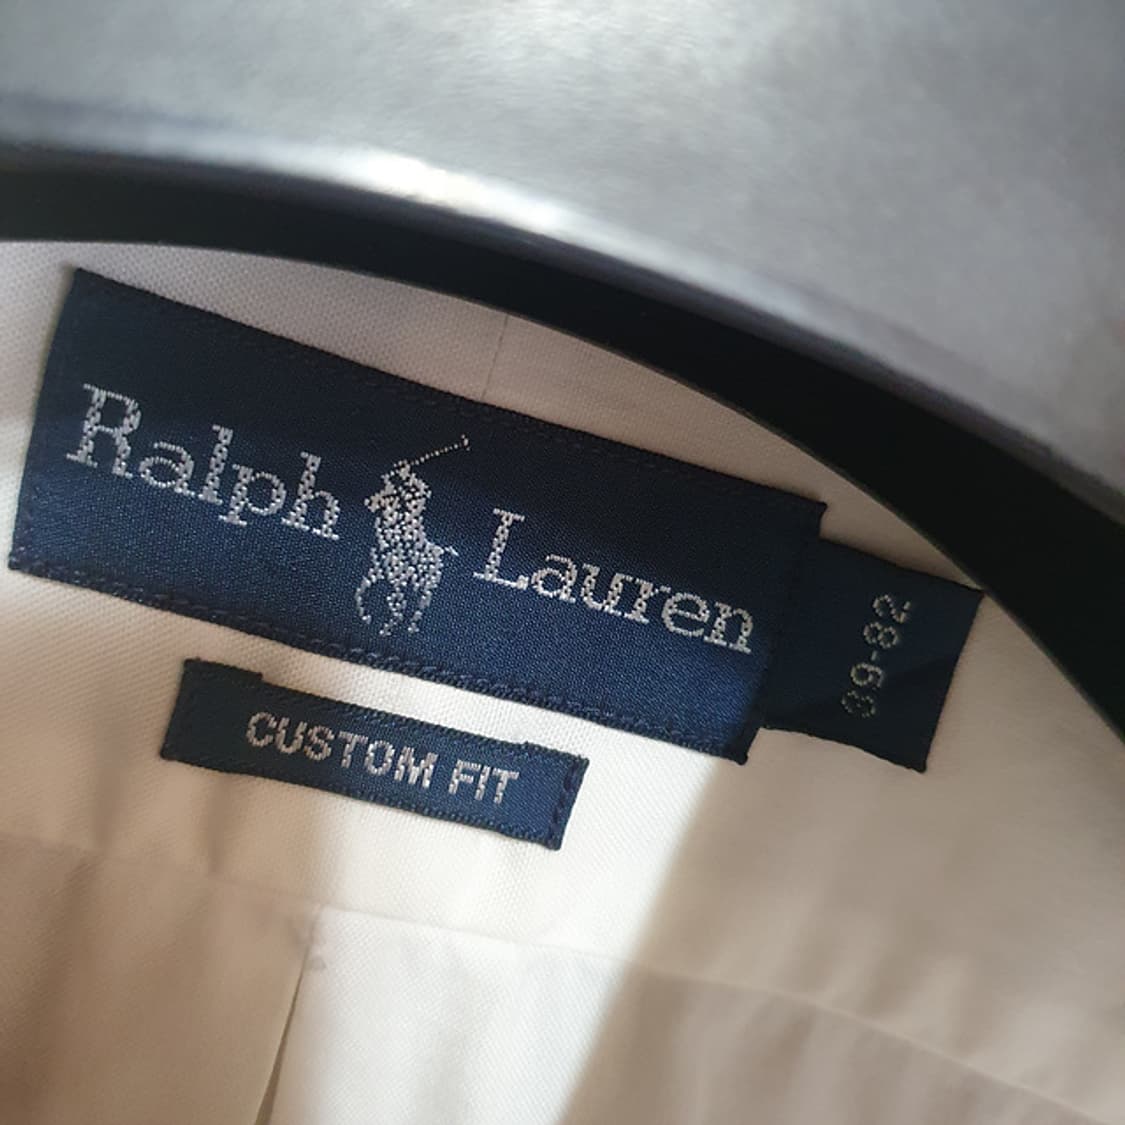 Ralph Lauren
39-82
CUSTOM FIT